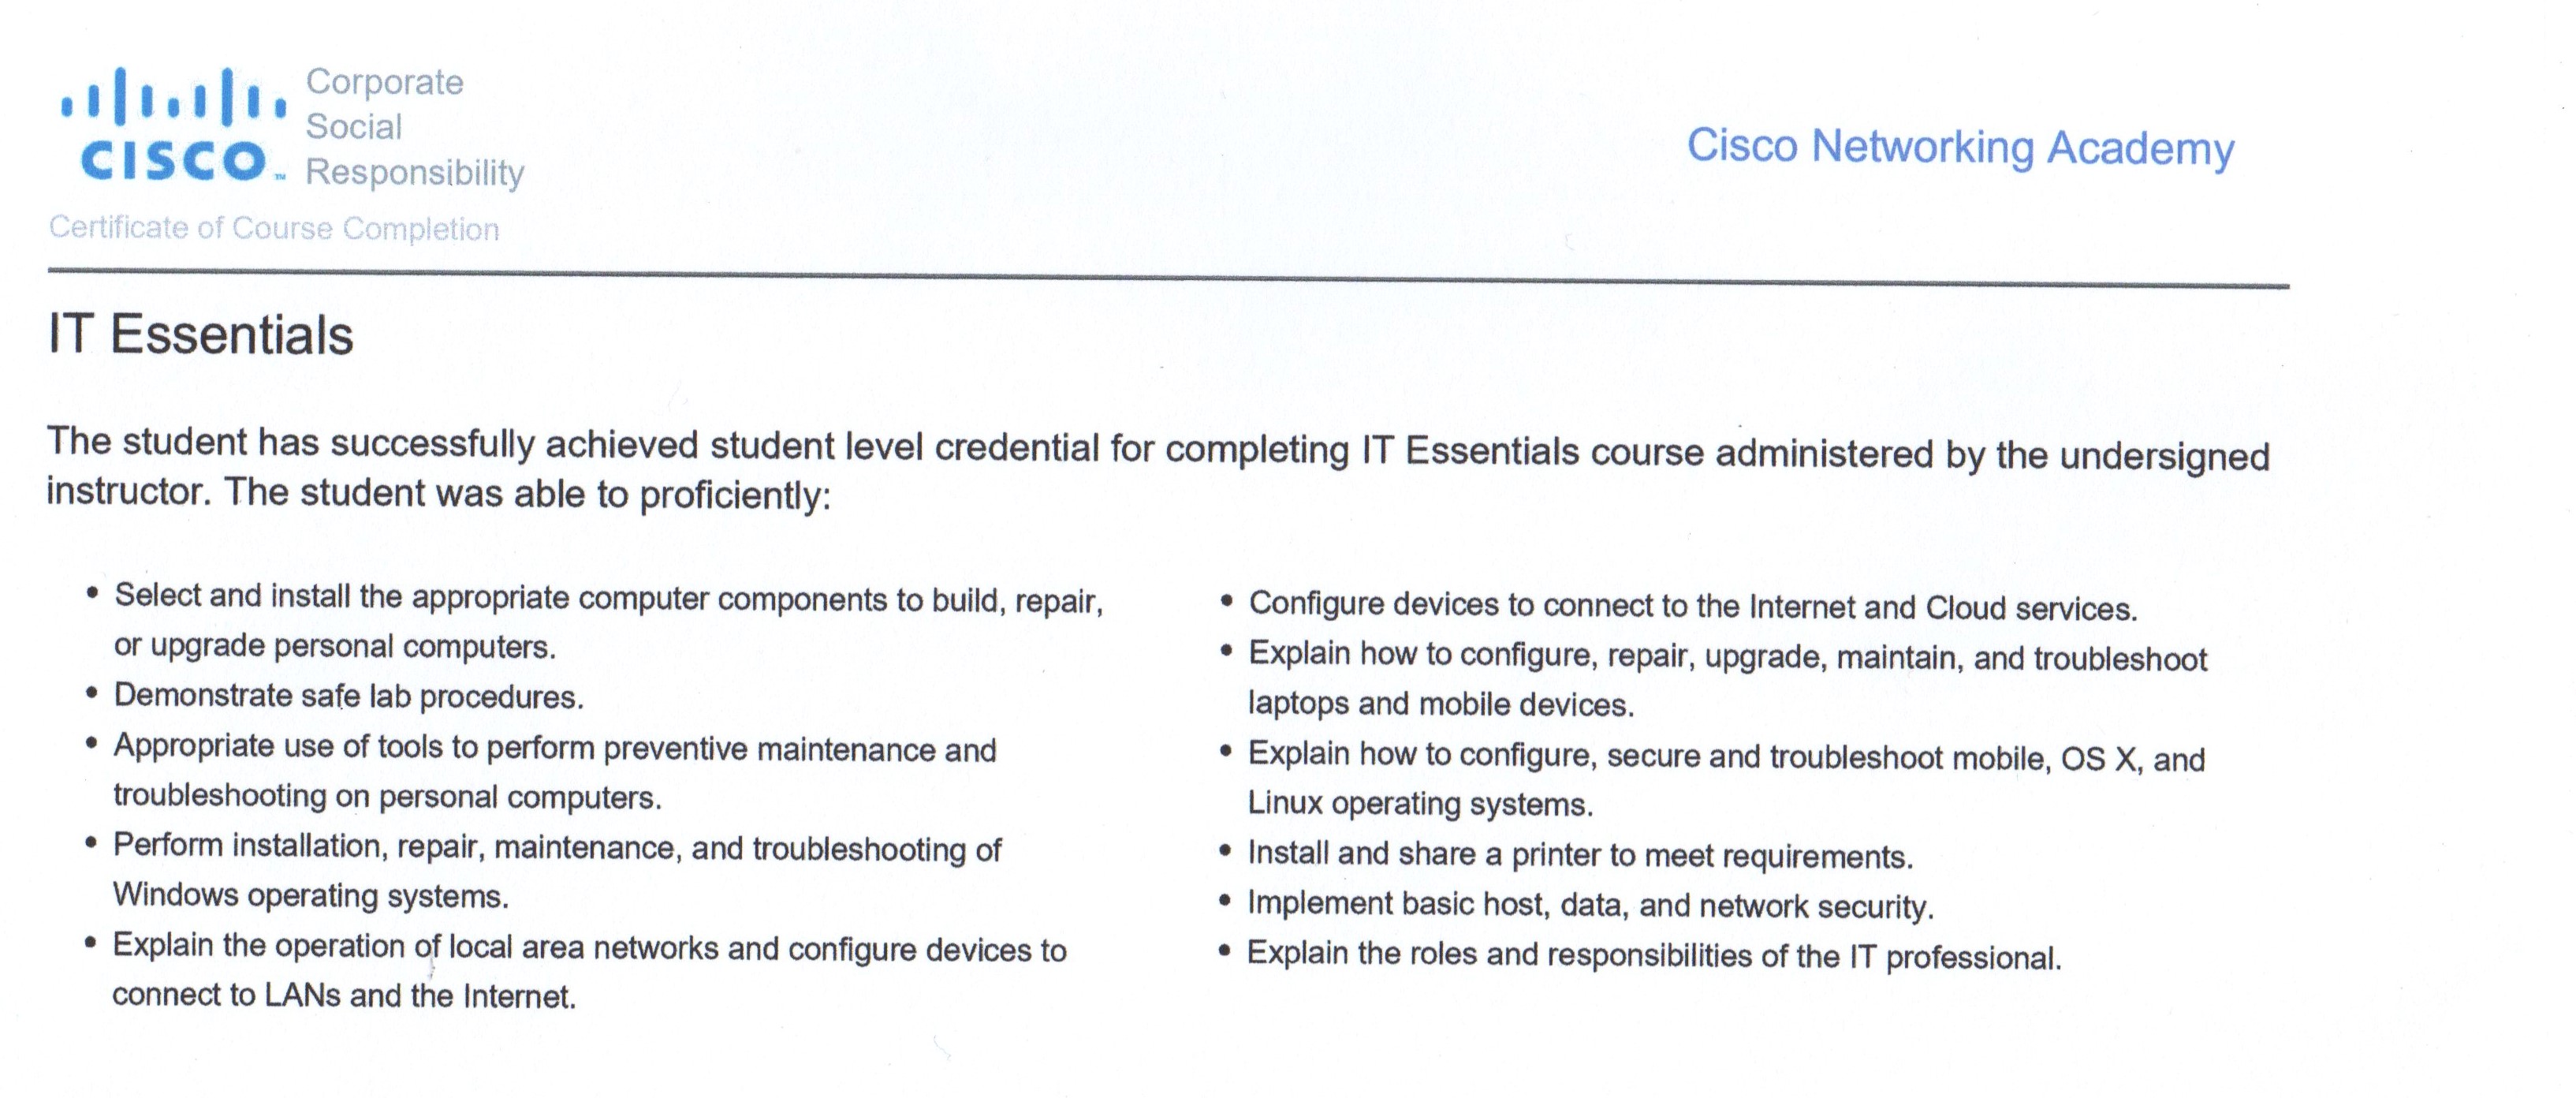 Corporate
Social
Responsibility
CISCO™
Cisco Networking Academy
Certificate of Course Completion
IT Essentials
The student has successfully achieved student level credential for completing IT Essentials course administered by the undersigned
instructor. The student was able to proficiently:
• Select and install the appropriate computer components to build, repair,
or upgrade personal computers.
• Demonstrate safe lab procedures.
• Appropriate use of tools to perform preventive maintenance and
troubleshooting on personal computers.
• Perform installation, repair, maintenance, and troubleshooting of
Windows operating systems.
• Explain the operation of local area networks and configure devices to
connect to LANs and the Internet.
• Configure devices to connect to the Internet and Cloud services.
• Explain how to configure, repair, upgrade, maintain, and troubleshoot
laptops and mobile devices.
• Explain how to configure, secure and troubleshoot mobile, OS X, and
Linux operating systems.
• Install and share a printer to meet requirements.
• Implement basic host, data, and network security.
• Explain the roles and responsibilities of the IT professional.